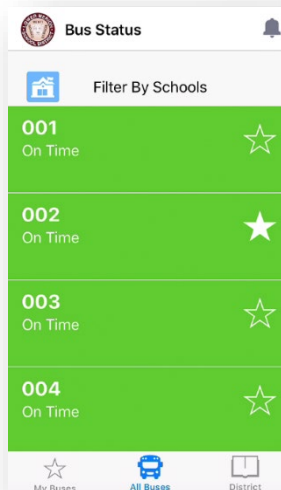 Bus Status
Filter By Schools
001
On Time
002
On Time
003
On Time
004
On Time
My Buses
All Buses
District